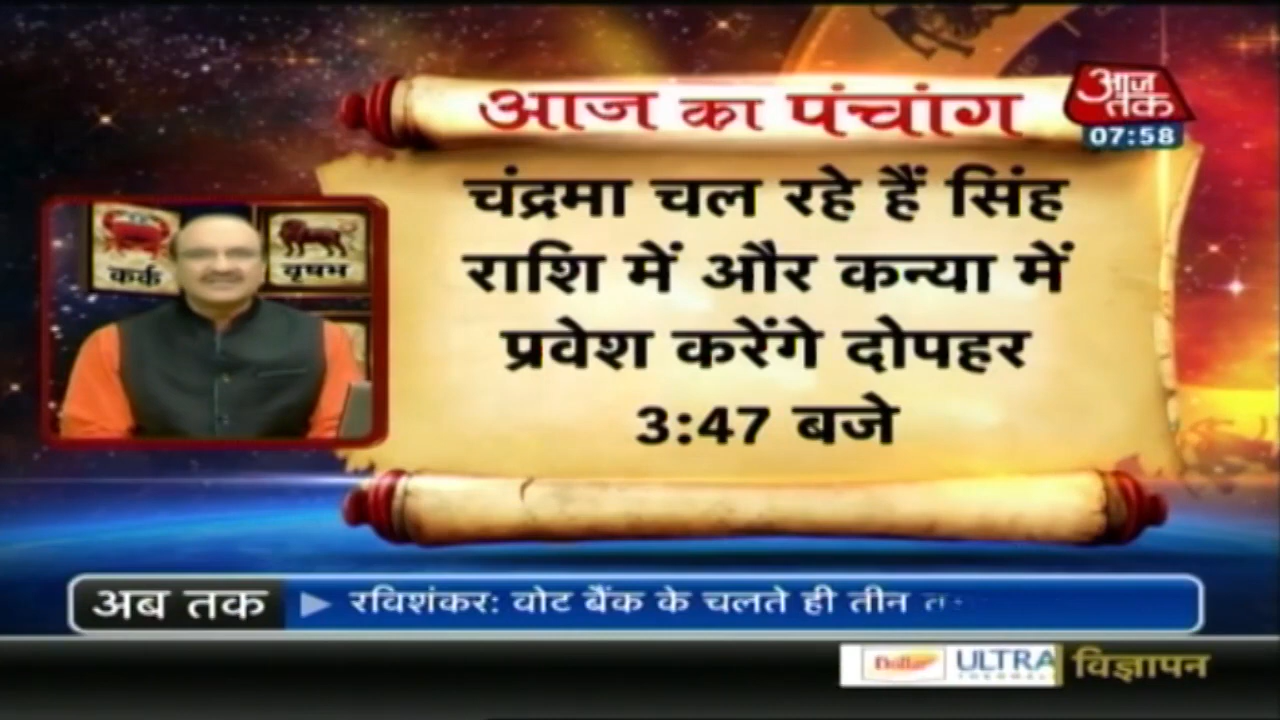 आज का पंचांग
आज
तक
07:58
चंद्रमा चल रहे हैं सिंह
राशि में और कन्या में
प्रवेश करेंगे दोपहर
3:47 बजे
कर्क
वृषभ
अब तक
रविशंकर: वोट बैंक के चलते ही तीन
Dollar
ULTRA
विज्ञापन